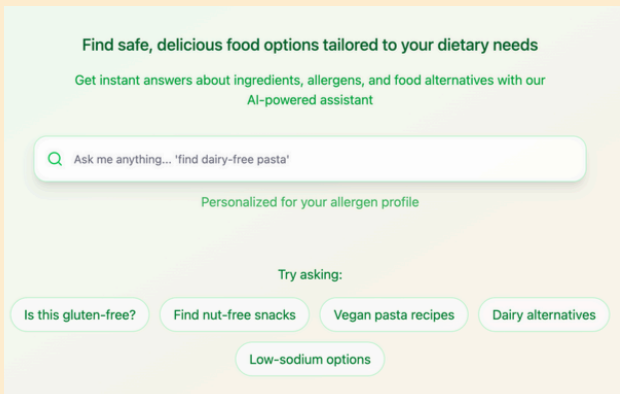 Find safe, delicious food options tailored to your dietary needs
Get instant answers about ingredients, allergens, and food alternatives with our
AI-powered assistant
Ask me anything... 'find dairy-free pasta'
Personalized for your allergen profile
Try asking:
Is this gluten-free?
Find nut-free snacks
Vegan pasta recipes
Dairy alternatives
Low-sodium options